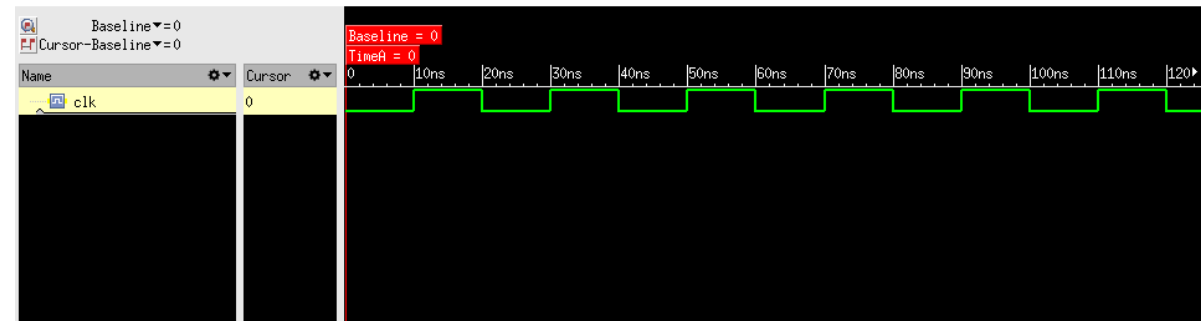 Baseline▼=0
Cursor-Baseline▼=0
Baseline = 0
TimeA = 0
Name Cursor 0 10ns 20ns 30ns 40ns 50ns 60ns 70ns 80ns 90ns 100ns 110ns 120
clk 0